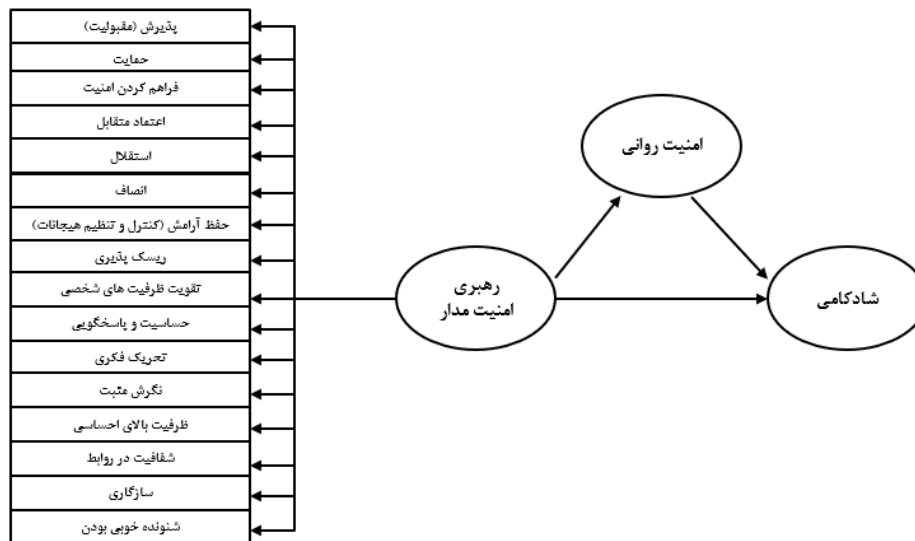 پذیرش (مقبولیت)
حمایت
فراهم کردن امنیت
اعتماد متقابل
استقلال
انصاف
حفظ آرامش (کنترل و تنظیم هیجانات)
ریسک پذیری
تقویت ظرفیت های شخصی
حساسیت و پاسخگویی
تحریک فکری
نگرش مثبت
ظرفیت بالای احساسی
شفافیت در روابط
سازگاری
شنونده خوبی بودن
رهبری
امنیت مدار
امنیت روانی
شادکامی